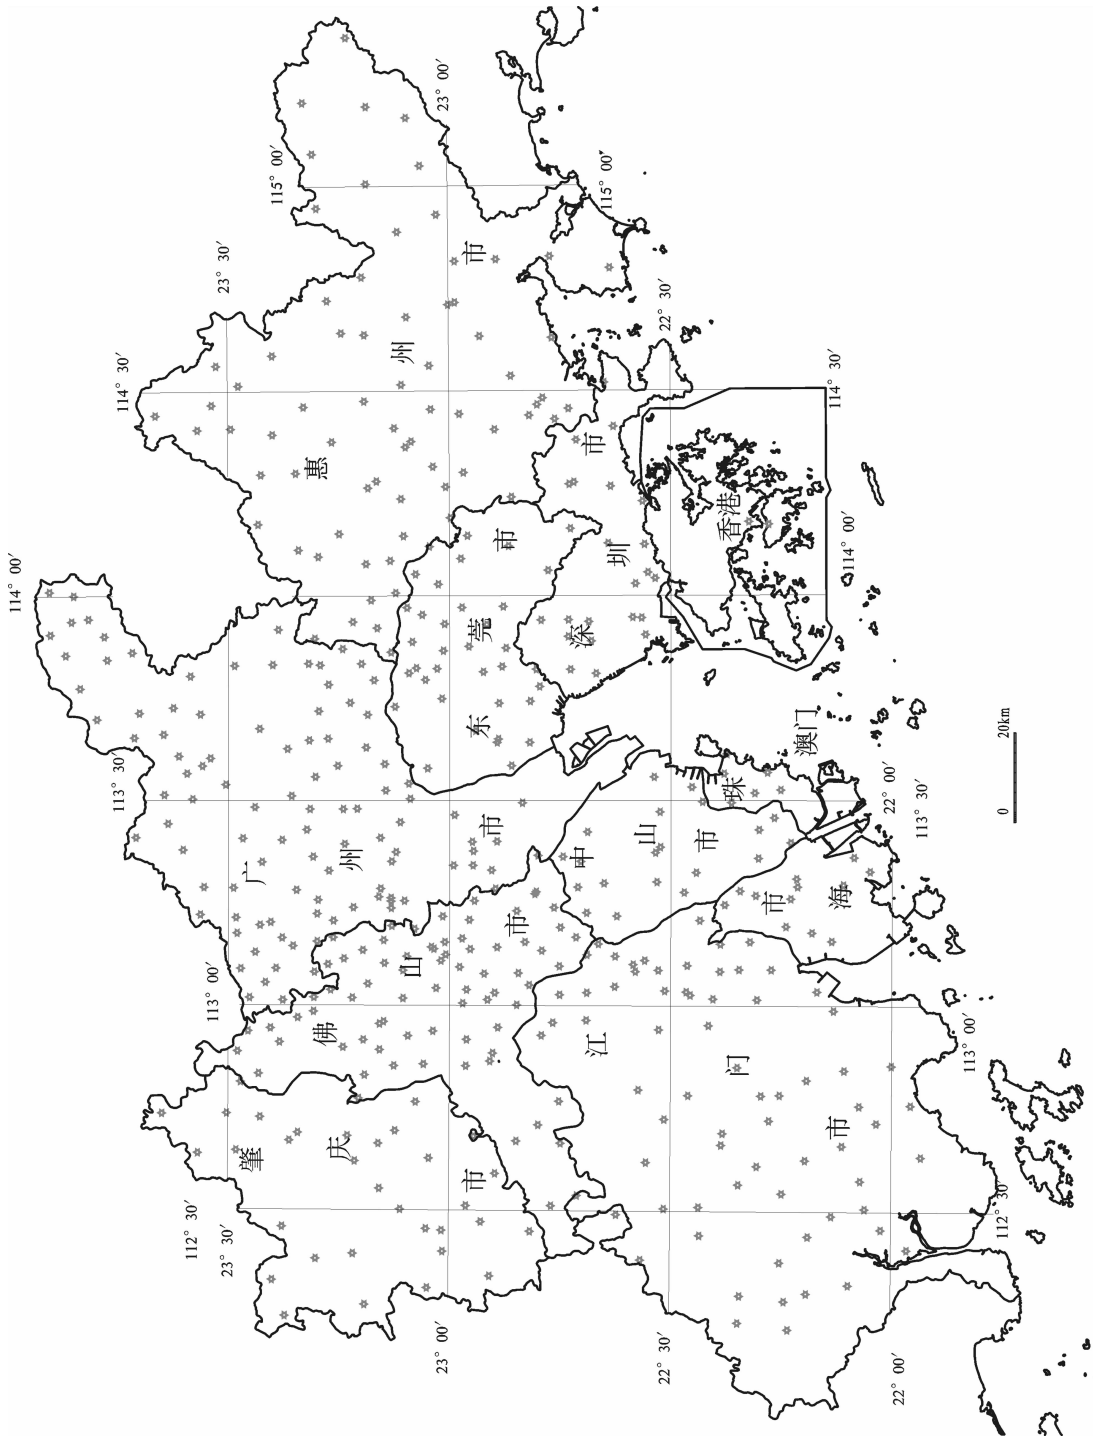 114° 00′
114° 30′
115° 00′
23° 00′
23° 30′
113° 30′
113° 00′
112° 30′
23° 30′
23° 00′
22° 30′
22° 00′
112° 30′
113° 00′
113° 30′
22° 00′
114° 00′
114° 30′
22° 30′
115° 00′
惠州市
广州市
东莞市
深圳市
佛山市
肇庆市
中山市
珠海市
江门市
香港
澳门
0 20km